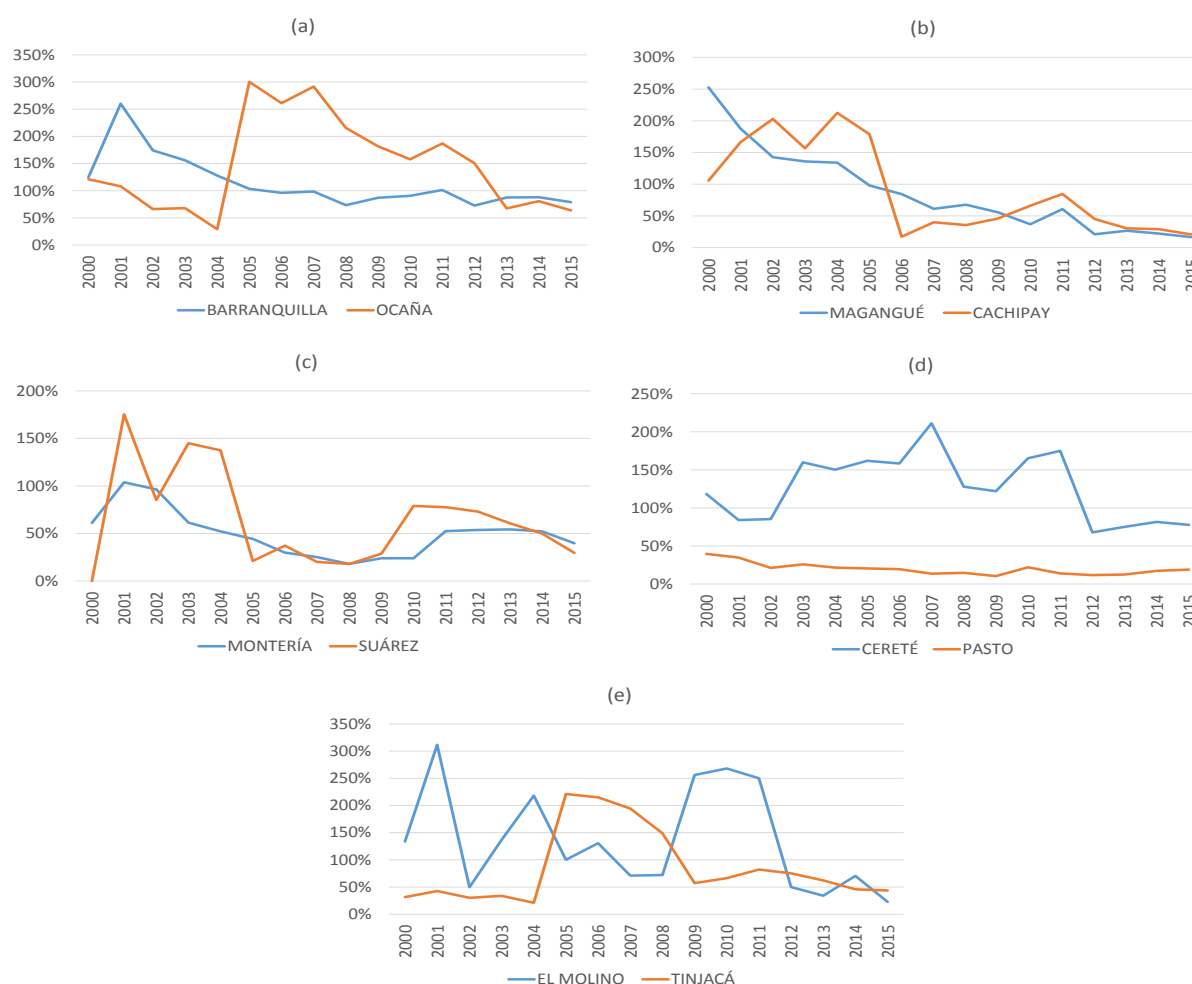 (a)
350%
300%
250%
200%
150%
100%
50%
0%
2000 2001 2002 2003 2004 2005 2006 2007 2008 2009 2010 2011 2012 2013 2014 2015
BARRANQUILLA OCAÑA
(b)
300%
250%
200%
150%
100%
50%
0%
2000 2001 2002 2003 2004 2005 2006 2007 2008 2009 2010 2011 2012 2013 2014 2015
MAGANGUÉ CACHIPAY
(c)
200%
150%
100%
50%
0%
2000 2001 2002 2003 2004 2005 2006 2007 2008 2009 2010 2011 2012 2013 2014 2015
MONTERÍA SUÁREZ
(d)
250%
200%
150%
100%
50%
0%
2000 2001 2002 2003 2004 2005 2006 2007 2008 2009 2010 2011 2012 2013 2014 2015
CERETÉ PASTO
(e)
350%
300%
250%
200%
150%
100%
50%
0%
2000 2001 2002 2003 2004 2005 2006 2007 2008 2009 2010 2011 2012 2013 2014 2015
EL MOLINO TINJACÁ